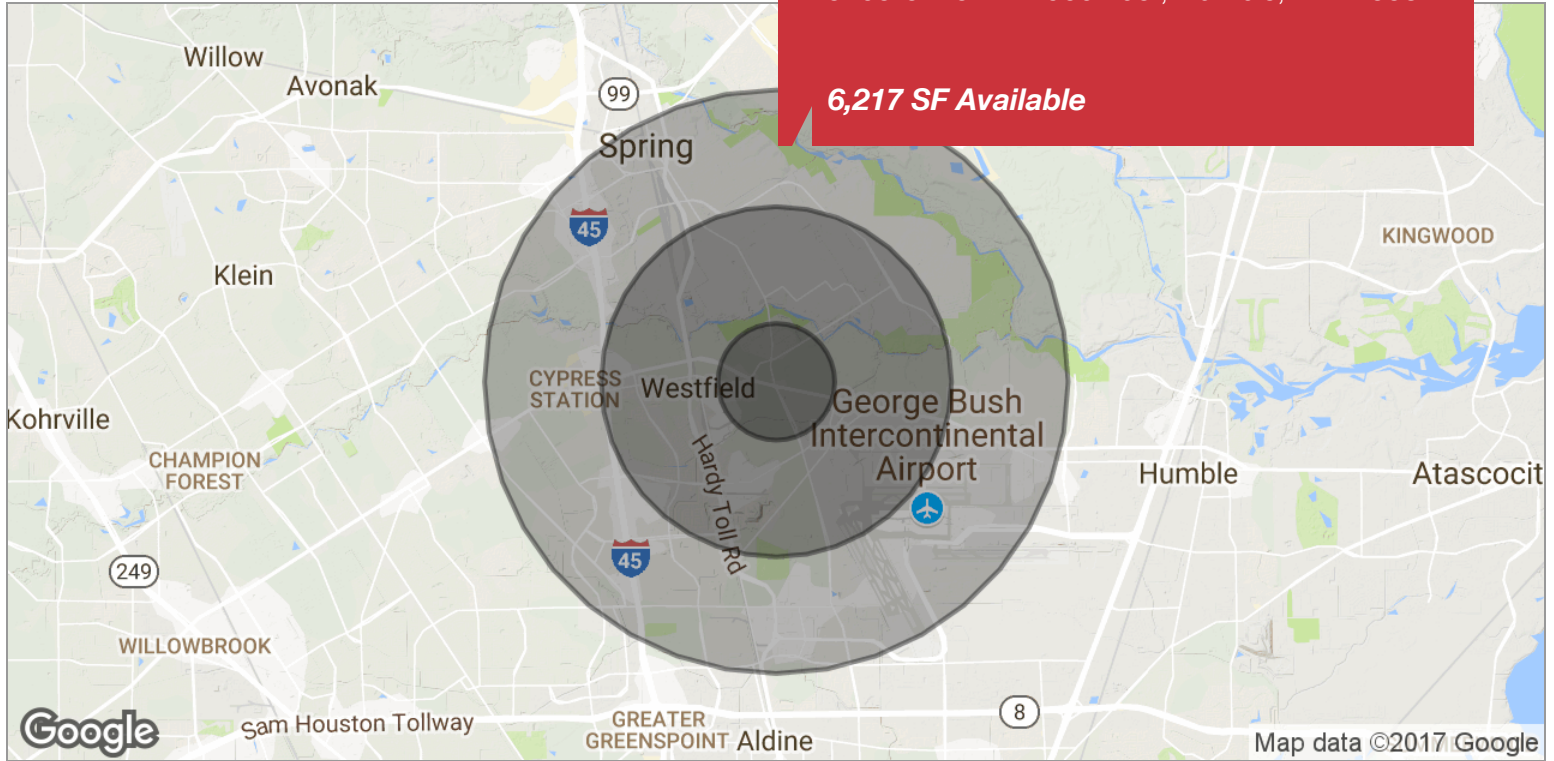 6,217 SF Available
Willow
Avonak
99
Spring
45
KINGWOOD
Klein
CYPRESS
STATION
Westfield
George Bush
Intercontinental
Airport
Kohrville
CHAMPION
FOREST
Hardy Toll Rd
Humble
Atascocit
45
249
WILLOWBROOK
Sam Houston Tollway
GREATER
GREENSPOINT
Aldine
8
Google
Map data ©2017 Google